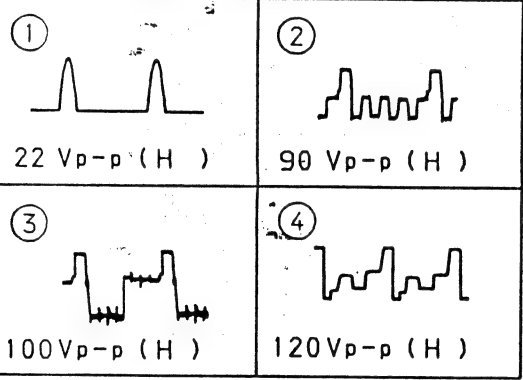 ①
22 Vp-p (H )
②
90 Vp-p (H )
③
100Vp-p (H )
④
120Vp-p (H )